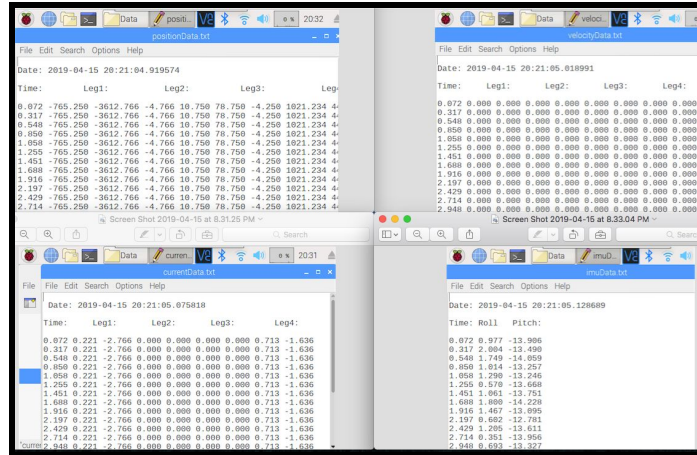 Data
positi...
0 %
20:32
positionData.txt
File Edit Search Options Help
Date: 2019-04-15 20:21:04.919574
Time: Leg1: Leg2: Leg3: Leg4
0.072 -765.250 -3612.766 -4.766 10.750 78.750 -4.250 1021.234
0.317 -765.250 -3612.766 -4.766 10.750 78.750 -4.250 1021.234
0.548 -765.250 -3612.766 -4.766 10.750 78.750 -4.250 1021.234
0.850 -765.250 -3612.766 -4.766 10.750 78.750 -4.250 1021.234
1.058 -765.250 -3612.766 -4.766 10.750 78.750 -4.250 1021.234
1.255 -765.250 -3612.766 -4.766 10.750 78.750 -4.250 1021.234
1.451 -765.250 -3612.766 -4.766 10.750 78.750 -4.250 1021.234
1.688 -765.250 -3612.766 -4.766 10.750 78.750 -4.250 1021.234
1.916 -765.250 -3612.766 -4.766 10.750 78.750 -4.250 1021.234
2.197 -765.250 -3612.766 -4.766 10.750 78.750 -4.250 1021.234
2.429 -765.250 -3612.766 -4.766 10.750 78.750 -4.250 1021.234
2.714 -765.250 -3612.766 -4.766 10.750 78.750 -4.250 1021.234
Data
veloci...
velocityData.txt
File Edit Search Options Help
Date: 2019-04-15 20:21:05.018991
Time: Leg1: Leg2: Leg3:
0.072 0.000 0.000 0.000 0.000 0.000 0.000 0.000
0.317 0.000 0.000 0.000 0.000 0.000 0.000 0.000
0.548 0.000 0.000 0.000 0.000 0.000 0.000 0.000
0.850 0.000 0.000 0.000 0.000 0.000 0.000 0.000
1.058 0.000 0.000 0.000 0.000 0.000 0.000 0.000
1.255 0.000 0.000 0.000 0.000 0.000 0.000 0.000
1.451 0.000 0.000 0.000 0.000 0.000 0.000 0.000
1.688 0.000 0.000 0.000 0.000 0.000 0.000 0.000
1.916 0.000 0.000 0.000 0.000 0.000 0.000 0.000
2.197 0.000 0.000 0.000 0.000 0.000 0.000 0.000
2.429 0.000 0.000 0.000 0.000 0.000 0.000 0.000
2.714 0.000 0.000 0.000 0.000 0.000 0.000 0.000
2.948 0.000 0.000 0.000 0.000 0.000 0.000 0.000
Screen Shot 2019-04-15 at 8.31.25 PM
Search
Data
curren...
0 %
20:31
currentData.txt
File
File Edit Search Options Help
Date: 2019-04-15 20:21:05.075818
Time: Leg1: Leg2: Leg3: Leg4:
0.072 0.221 -2.766 0.000 0.000 0.000 0.000 0.713 -1.636
0.317 0.221 -2.766 0.000 0.000 0.000 0.000 0.713 -1.636
0.548 0.221 -2.766 0.000 0.000 0.000 0.000 0.713 -1.636
0.850 0.221 -2.766 0.000 0.000 0.000 0.000 0.713 -1.636
1.058 0.221 -2.766 0.000 0.000 0.000 0.000 0.713 -1.636
1.255 0.221 -2.766 0.000 0.000 0.000 0.000 0.713 -1.636
1.451 0.221 -2.766 0.000 0.000 0.000 0.000 0.713 -1.636
1.688 0.221 -2.766 0.000 0.000 0.000 0.000 0.713 -1.636
1.916 0.221 -2.766 0.000 0.000 0.000 0.000 0.713 -1.636
2.197 0.221 -2.766 0.000 0.000 0.000 0.000 0.713 -1.636
2.429 0.221 -2.766 0.000 0.000 0.000 0.000 0.713 -1.636
2.714 0.221 -2.766 0.000 0.000 0.000 0.000 0.713 -1.636
"curren 2.948 0.221 -2.766 0.000 0.000 0.000 0.000 0.713 -1.636
Screen Shot 2019-04-15 at 8.33.04 PM
Searc
Data
imuD...
imuData.txt
File Edit Search Options Help
Date: 2019-04-15 20:21:05.128689
Time: Roll Pitch:
0.072 0.977 -13.906
0.317 2.004 -13.490
0.548 1.749 -14.059
0.850 1.014 -13.257
1.058 1.290 -13.246
1.255 0.570 -13.668
1.451 1.061 -13.751
1.688 1.800 -14.228
1.916 1.467 -13.095
2.197 0.602 -12.781
2.429 1.205 -13.611
2.714 0.351 -13.956
2.948 0.693 -13.327